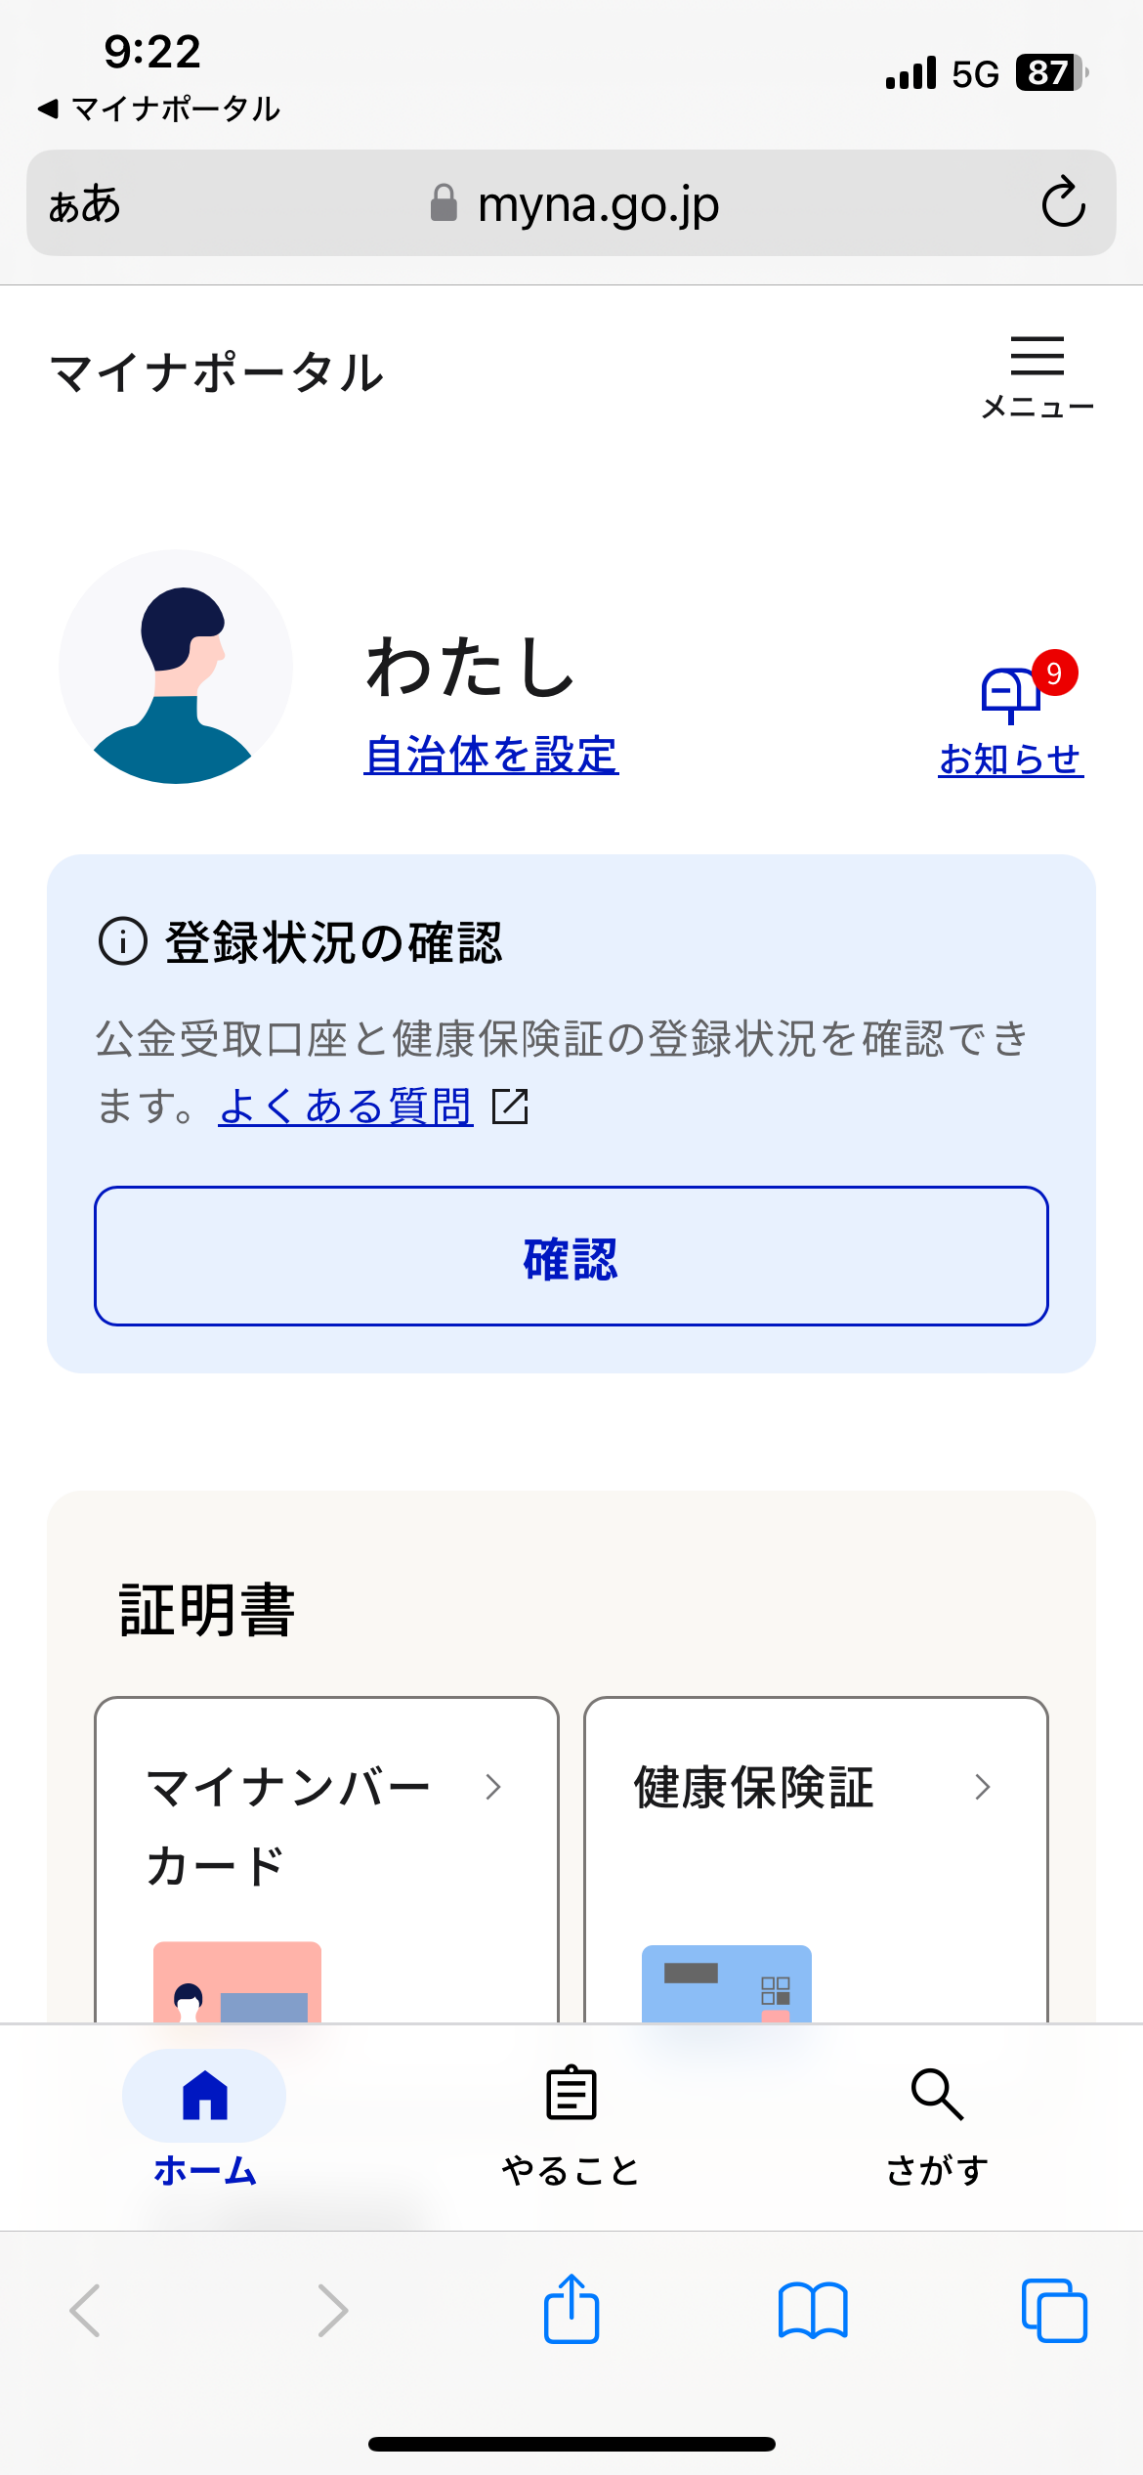 9:22
5G 87
◀ マイナポータル
ぁあ myna.go.jp
マイナポータル
メニュー
わたし
9
自治体を設定
お知らせ
登録状況の確認
公金受取口座と健康保険証の登録状況を確認でき
ます。よくある質問
確認
証明書
マイナンバー
カード
健康保険証
ホーム
やること
さがす